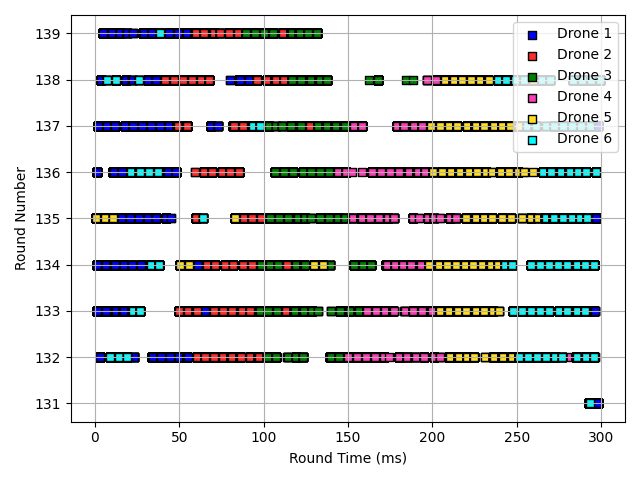 139
138
137
136
135
134
133
132
131
Round Number
0
50
100
150
200
250
300
Round Time (ms)
Drone 1
Drone 2
Drone 3
Drone 4
Drone 5
Drone 6